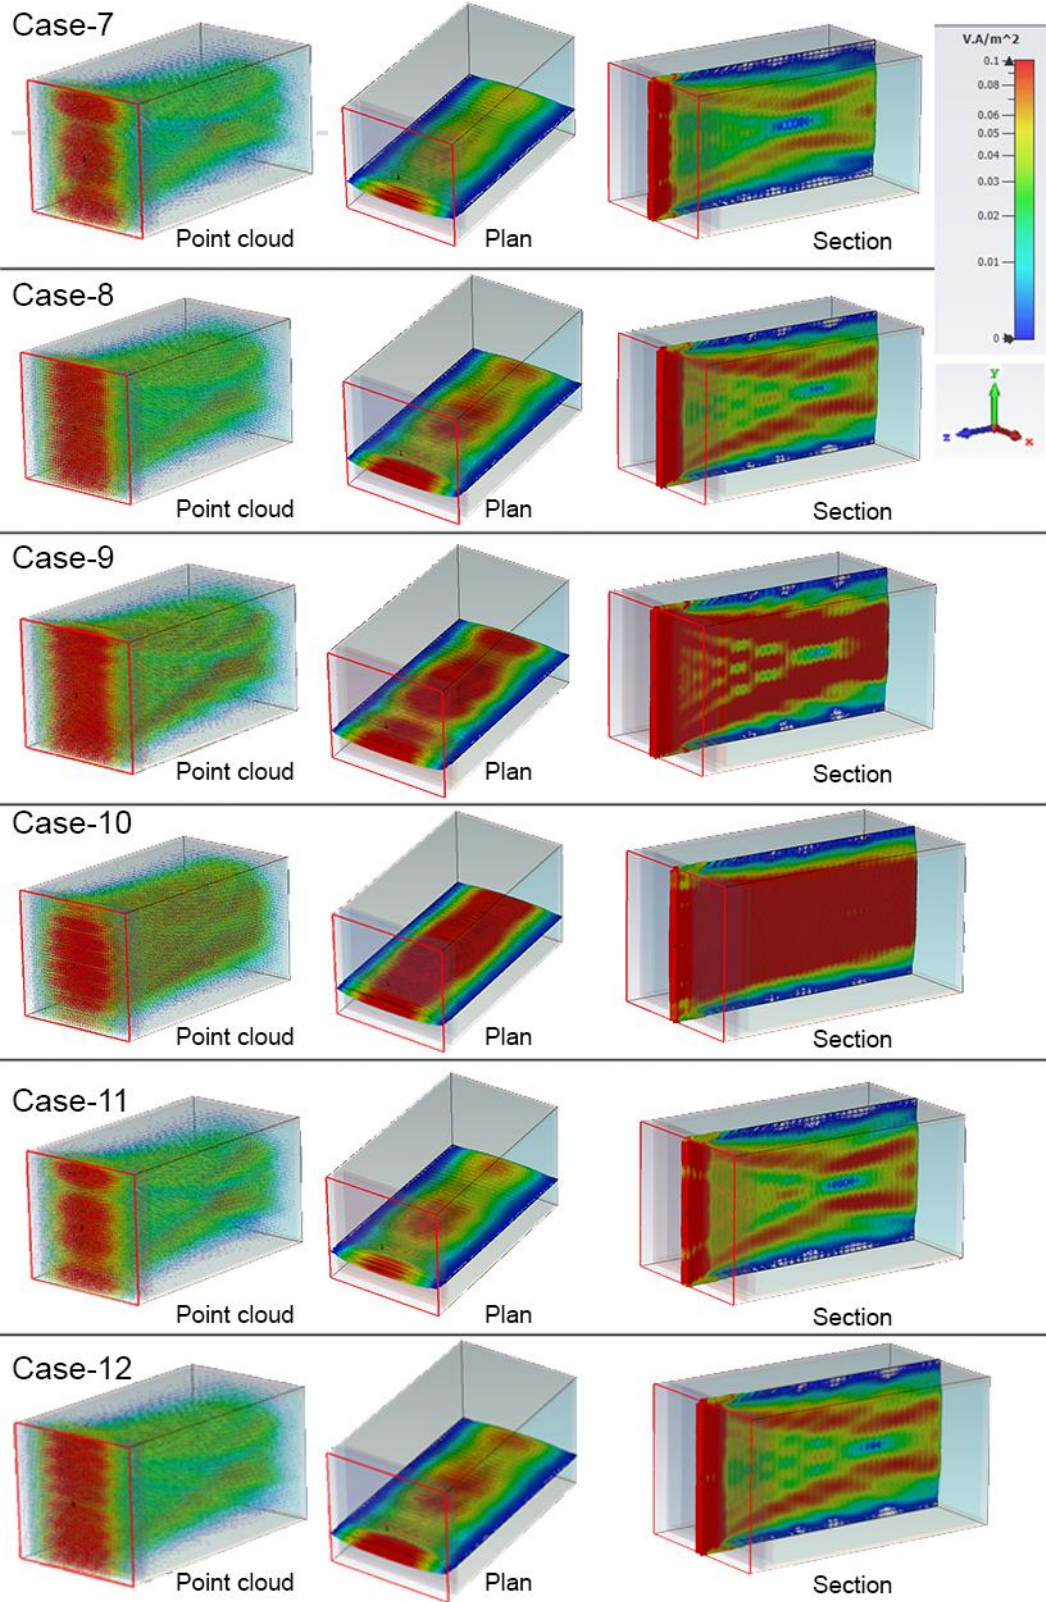 Case-7
Point cloud
Plan
Section
V.A/m^2
0.1
0.08
0.06
0.05
0.04
0.03
0.02
0.01
0
Case-8
Point cloud
Plan
Section
y
z
x
Case-9
Point cloud
Plan
Section
Case-10
Point cloud
Plan
Section
Case-11
Point cloud
Plan
Section
Case-12
Point cloud
Plan
Section